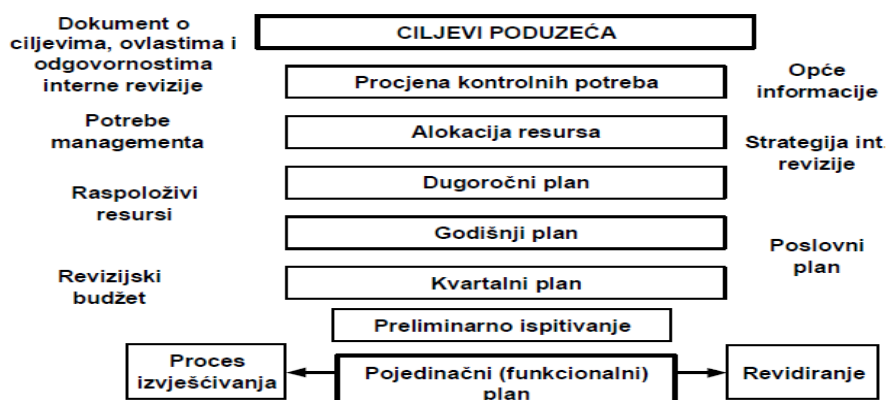 Dokument o
ciljevima, ovlastima i
odgovornostima
interne revizije
CILJEVI PODUZEĆA
Procjena kontrolnih potreba
Opće
informacije
Potrebe
managementa
Alokacija resursa
Strategija int.
revizije
Raspoloživi
resursi
Dugoročni plan
Godišnji plan
Poslovni
plan
Revizijski
budžet
Kvartalni plan
Preliminarno ispitivanje
Proces
izvješćivanja
Pojedinačni (funkcionalni)
plan
Revidiranje